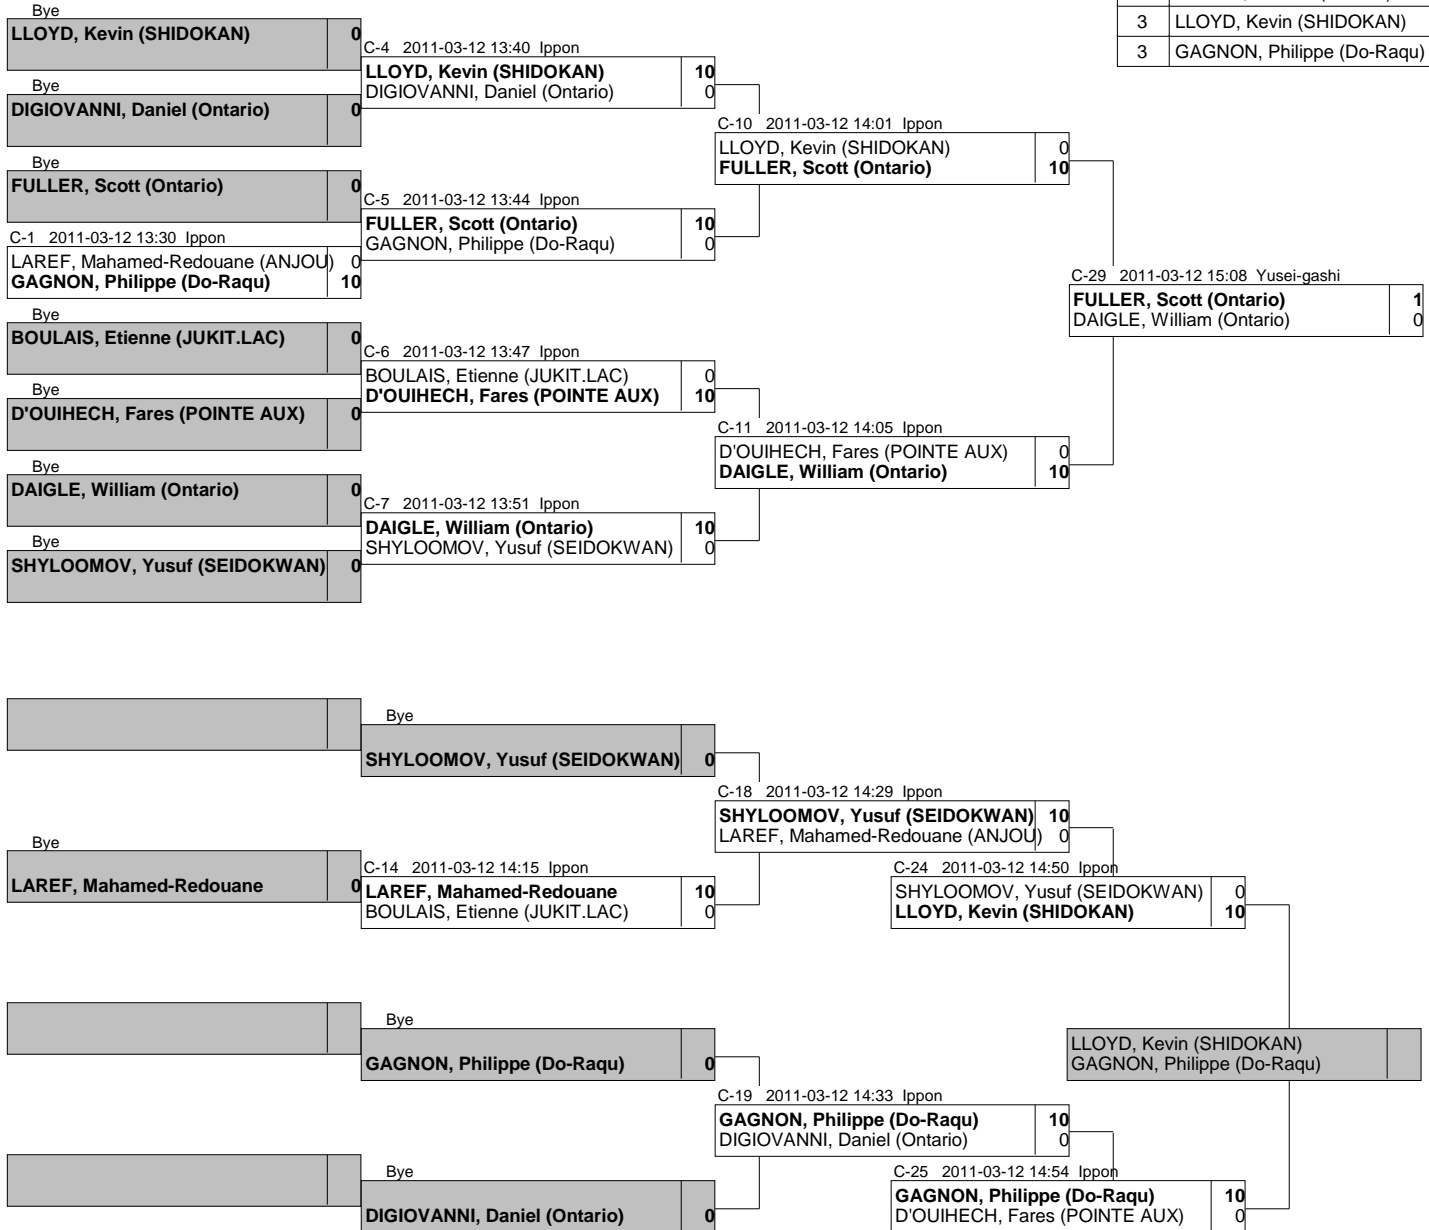 Bye
LLOYD, Kevin (SHIDOKAN) 0
Bye
DIGIOVANNI, Daniel (Ontario) 0
Bye
FULLER, Scott (Ontario) 0
C-1 2011-03-12 13:30 Ippon
LAREF, Mahamed-Redouane (ANJOU) 0
GAGNON, Philippe (Do-Raqu) 10
Bye
BOULAIS, Etienne (JUKIT.LAC) 0
Bye
D'OUIHECH, Fares (POINTE AUX) 0
Bye
DAIGLE, William (Ontario) 0
Bye
SHYLOOMOV, Yusuf (SEIDOKWAN) 0
C-4 2011-03-12 13:40 Ippon
LLOYD, Kevin (SHIDOKAN) 10
DIGIOVANNI, Daniel (Ontario) 0
C-5 2011-03-12 13:44 Ippon
FULLER, Scott (Ontario) 10
GAGNON, Philippe (Do-Raqu) 0
C-6 2011-03-12 13:47 Ippon
BOULAIS, Etienne (JUKIT.LAC) 0
D'OUIHECH, Fares (POINTE AUX) 10
C-7 2011-03-12 13:51 Ippon
DAIGLE, William (Ontario) 10
SHYLOOMOV, Yusuf (SEIDOKWAN) 0
C-10 2011-03-12 14:01 Ippon
LLOYD, Kevin (SHIDOKAN) 0
FULLER, Scott (Ontario) 10
C-11 2011-03-12 14:05 Ippon
D'OUIHECH, Fares (POINTE AUX) 0
DAIGLE, William (Ontario) 10
C-29 2011-03-12 15:08 Yusei-gashi
FULLER, Scott (Ontario) 1
DAIGLE, William (Ontario) 0
3 LLOYD, Kevin (SHIDOKAN)
3 GAGNON, Philippe (Do-Raqu)
Bye
LAREF, Mahamed-Redouane 0
Bye
SHYLOOMOV, Yusuf (SEIDOKWAN) 0
C-14 2011-03-12 14:15 Ippon
LAREF, Mahamed-Redouane 10
BOULAIS, Etienne (JUKIT.LAC) 0
C-18 2011-03-12 14:29 Ippon
SHYLOOMOV, Yusuf (SEIDOKWAN) 10
LAREF, Mahamed-Redouane (ANJOU) 0
C-24 2011-03-12 14:50 Ippon
SHYLOOMOV, Yusuf (SEIDOKWAN) 0
LLOYD, Kevin (SHIDOKAN) 10
Bye
GAGNON, Philippe (Do-Raqu) 0
Bye
DIGIOVANNI, Daniel (Ontario) 0
C-19 2011-03-12 14:33 Ippon
GAGNON, Philippe (Do-Raqu) 10
DIGIOVANNI, Daniel (Ontario) 0
C-25 2011-03-12 14:54 Ippon
GAGNON, Philippe (Do-Raqu) 10
D'OUIHECH, Fares (POINTE AUX) 0
LLOYD, Kevin (SHIDOKAN)
GAGNON, Philippe (Do-Raqu)